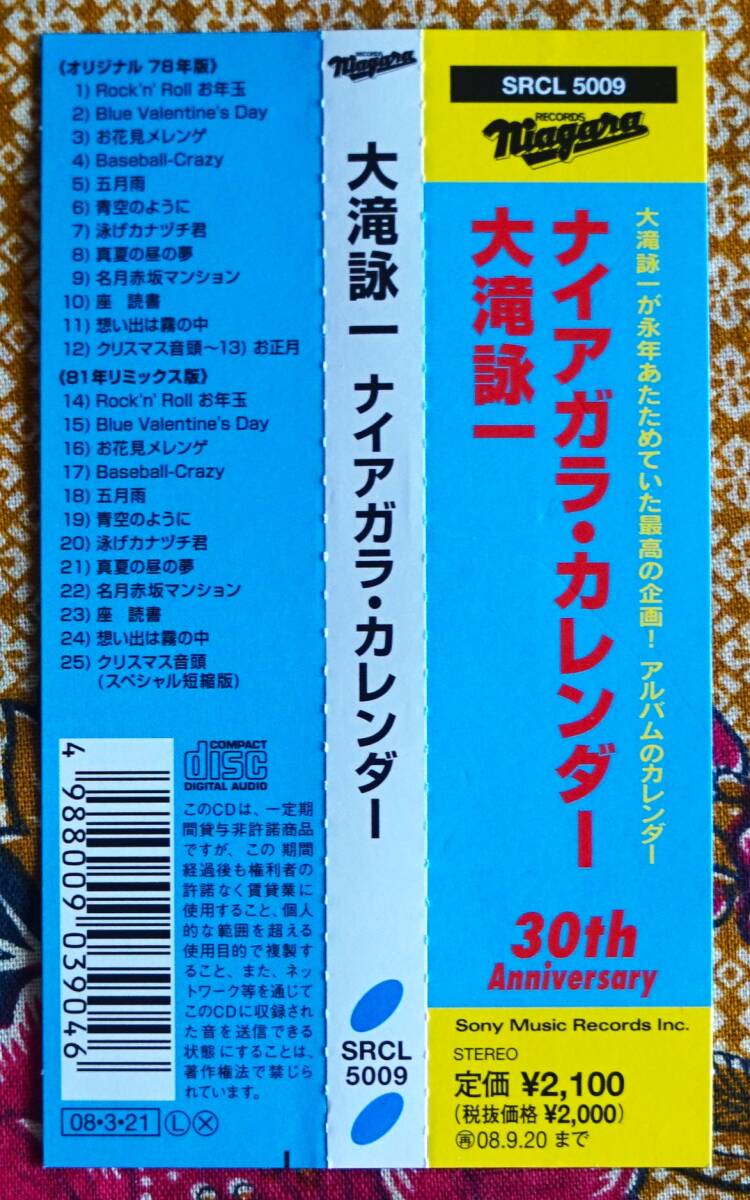 《オリジナル 78年版》
1) Rock'n' Roll お年玉
2) Blue Valentine's Day
3) お花見メレンゲ
4) Baseball-Crazy
5) 五月雨
6) 青空のように
7) 泳げカナヅチ君
8) 真夏の昼の夢
9) 名月赤坂マンション
10) 座 読書
11) 想い出は霧の中
12) クリスマス音頭〜13) お正月
《81年リミックス版》
14) Rock'n' Roll お年玉
15) Blue Valentine's Day
16) お花見メレンゲ
17) Baseball-Crazy
18) 五月雨
19) 青空のように
20) 泳げカナヅチ君
21) 真夏の昼の夢
22) 名月赤坂マンション
23) 座 読書
24) 想い出は霧の中
25) クリスマス音頭
(スペシャル短縮版)
4 988009 039046
COMPACT
disc
DIGITAL AUDIO
このCDは、一定期
間貸与非許諾商品
ですが、この 期間
経過後も権利者の
許諾なく賃貸業に
使用すること、個人
的な範囲を超える
使用目的で複製す
ること、また、ネッ
トワーク等を通じて
このCDに収録され
た音を送信できる
状態にすることは、
著作権法で禁じら
れています。
08•3•21 Ⓛ Ⓧ
RECORDS
Niagara
大滝詠一 ナイアガラ・カレンダー
SRCL
5009
SRCL 5009
RECORDS
Niagara
大滝詠一が永年あたためていた最高の企画! アルバムのカレンダー
ナイアガラ・カレンダー
大滝詠一
30th
Anniversary
Sony Music Records Inc.
STEREO
定価 ¥2,100
(税抜価格 ¥2,000)
㊢08.9.20 まで